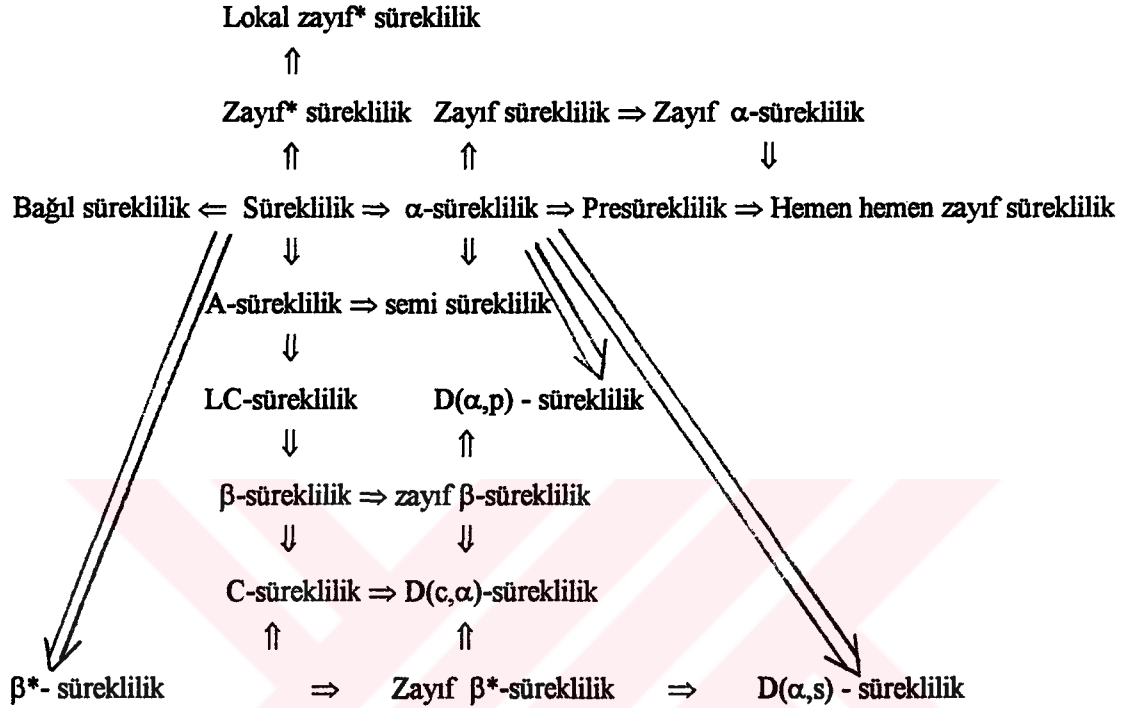 Lokal zayıf* süreklilik
⇑
Zayıf* süreklilik Zayıf süreklilik ⇒ Zayıf α-süreklilik
⇑ ⇑ ⇓
Bağıl süreklilik ⇐ Süreklilik ⇒ α-süreklilik ⇒ Presüreklilik ⇒ Hemen hemen zayıf süreklilik
⇓ ⇓
A-süreklilik ⇒ semi süreklilik
⇓
LC-süreklilik D(α,p) - süreklilik
⇓ ⇑
β-süreklilik ⇒ zayıf β-süreklilik
⇓ ⇓
C-süreklilik ⇒ D(c,α)-süreklilik
⇑ ⇑
β*- süreklilik ⇒ Zayıf β*-süreklilik ⇒ D(α,s) - süreklilik